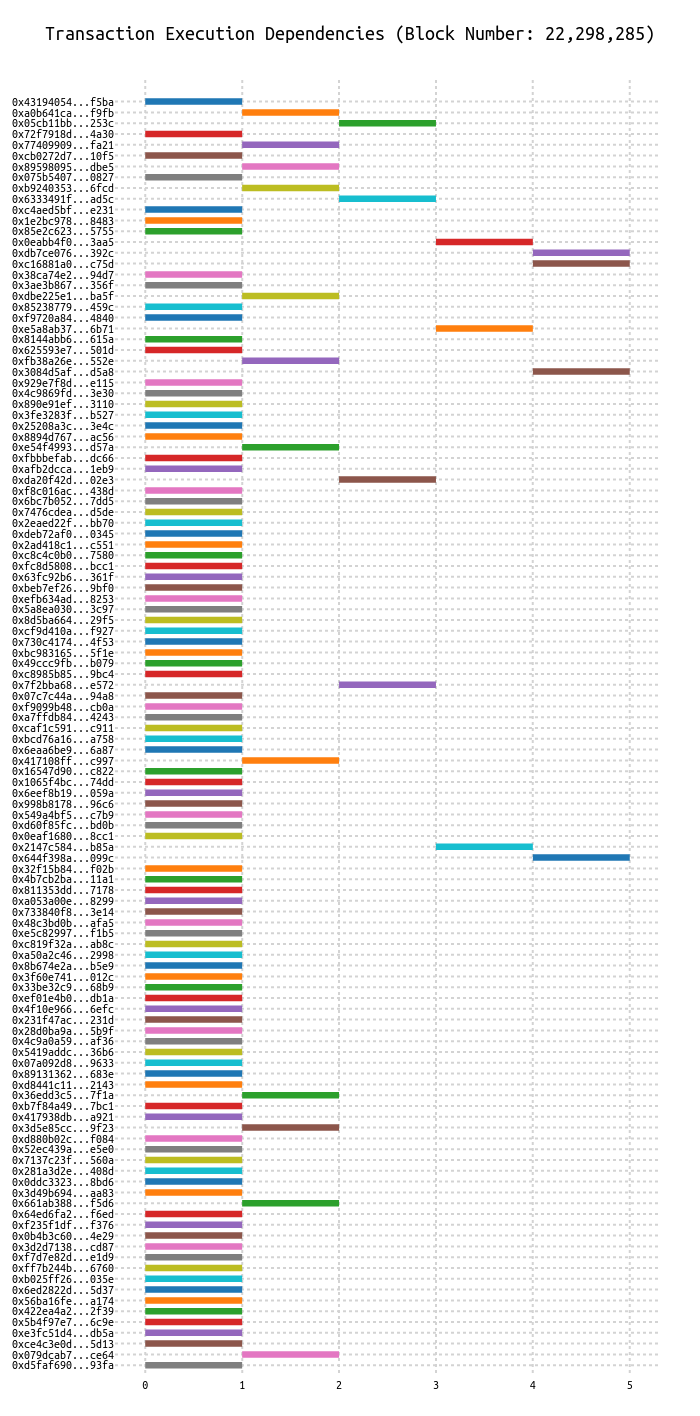 Transaction Execution Dependencies (Block Number: 22,298,285)
0x43194054...f5ba
0xa0b641ca...f9fb
0x05cb11bb...253c
0x72f7918d...4a30
0x77409909...fa21
0xcb0272d7...10f5
0x89598095...dbe5
0x075b5407...0827
0xb9240353...6fcd
0x6333491f...ad5c
0xc4aed5bf...e231
0x1e2bc978...8483
0x85e2c623...5755
0x0eabb4f0...3aa5
0xdb7ce076...392c
0xc16881a0...c75d
0x38ca74e2...94d7
0x3ae3b867...356f
0xdbe225e1...ba5f
0x85238779...459c
0xf9720a84...4840
0xe5a8ab37...6b71
0x8144abb6...615a
0x625593e7...501d
0xfb38a26e...552e
0x3084d5af...d5a8
0x929e7f8d...e115
0x4c9869fd...3e30
0x890e91ef...3110
0x3fe3283f...b527
0x25208a3c...3e4c
0x8894d767...ac56
0xe54f4993...d57a
0xfbbbefab...dc66
0xafb2dcca...1eb9
0xda20f42d...02e3
0xf8c016ac...438d
0x6bc7b052...7dd5
0x7476cdea...d5de
0x2eaed22f...bb70
0xdeb72af0...0345
0x2ad418c1...c551
0xc8c4c0b0...7580
0xfc8d5808...bcc1
0x63fc92b6...361f
0xbeb7ef26...9bf0
0xefb634ad...8253
0x5a8ea030...3c97
0x8d5ba664...29f5
0xcf9d410a...f927
0x730c4174...4f53
0xbc983165...5f1e
0x49ccc9fb...b079
0xc8985b85...9bc4
0x7f2bba68...e572
0x07c7c44a...94a8
0xf9099b48...cb0a
0xa7ffdb84...4243
0xcaf1c591...c911
0xbcd76a16...a758
0x6eaa6be9...6a87
0x417108ff...c997
0x16547d90...c822
0x1065f4bc...74dd
0x6eef8b19...059a
0x998b8178...96c6
0x549a4bf5...c7b9
0xd60f85fc...bd0b
0x0eaf1680...8cc1
0x2147c584...b85a
0x644f398a...099c
0x32f15b84...f02b
0x4b7cb2ba...11a1
0x811353dd...7178
0xa053a00e...8299
0x733840f8...3e14
0x48c3bd0b...afa5
0xe5c82997...f1b5
0xc819f32a...ab8c
0xa50a2c46...2998
0x8b674e2a...b5e9
0x3f60e741...012c
0x33be32c9...68b9
0xef01e4b0...db1a
0x4f10e966...6efc
0x231f47ac...231d
0x28d0ba9a...5b9f
0x4c9a0a59...af36
0x5419addc...36b6
0x07a092d8...9633
0x89131362...683e
0xd8441c11...2143
0x36edd3c5...7f1a
0xb7f84a49...7bc1
0x417938db...a921
0x3d5e85cc...9f23
0xd880b02c...f084
0x52ec439a...e5e0
0x7137c23f...560a
0x281a3d2e...408d
0x0ddc3323...8bd6
0x3d49b694...aa83
0x661ab388...f5d6
0x64ed6fa2...f6ed
0xf235f1df...f376
0x0b4b3c60...4e29
0x3d2d7138...cd87
0xf7d7e82d...e1d9
0xff7b244b...6760
0xb025ff26...035e
0x6ed2822d...5d37
0x56ba16fe...a174
0x422ea4a2...2f39
0x5b4f97e7...6c9e
0xe3fc51d4...db5a
0xce4c3e0d...5d13
0x079dcab7...ce64
0xd5faf690...93fa
0 1 2 3 4 5